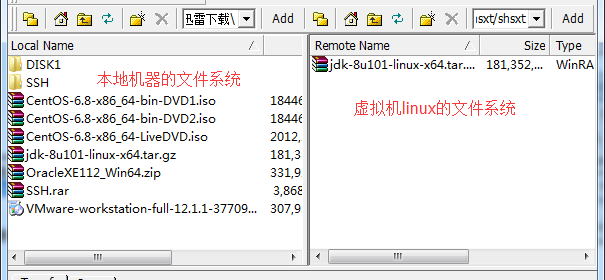 迅雷下载\ Add sxt/shsxt/ Add
Local Name Remote Name Size Type
DISK1
SSH
CentOS-6.8-x86_64-bin-DVD1.iso 18446
CentOS-6.8-x86_64-bin-DVD2.iso 18446
CentOS-6.8-x86_64-LiveDVD.iso 2012,
jdk-8u101-linux-x64.tar.gz 181,3
OracleXE112_Win64.zip 331,9
SSH.rar 3,868
VMware-workstation-full-12.1.1-37709... 307,9
本地机器的文件系统
jdk-8u101-linux-x64.tar.... 181,352,... WinRA
虚拟机linux的文件系统